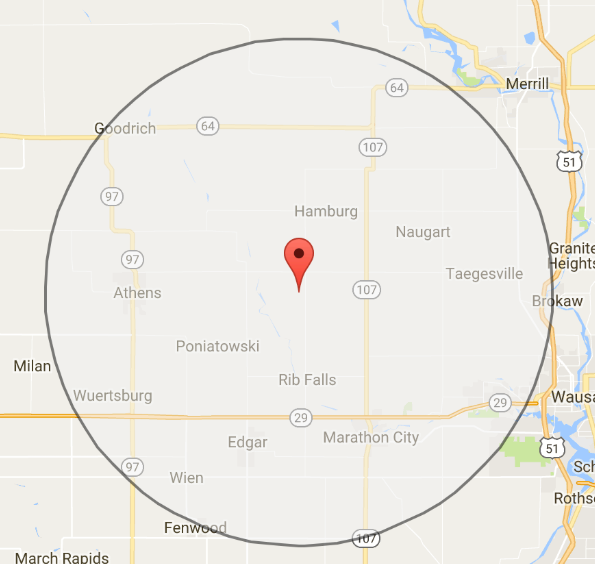 Merrill
64
Goodrich
64
107
51
97
Hamburg
Naugart
Granite
Heights
97
Taegesville
Athens
107
Brokaw
Poniatowski
Milan
Rib Falls
Wuertsburg
29
Wausa
29
Marathon City
Edgar
51
97
Sch
Wien
Roths
Fenwood
107
March Rapids